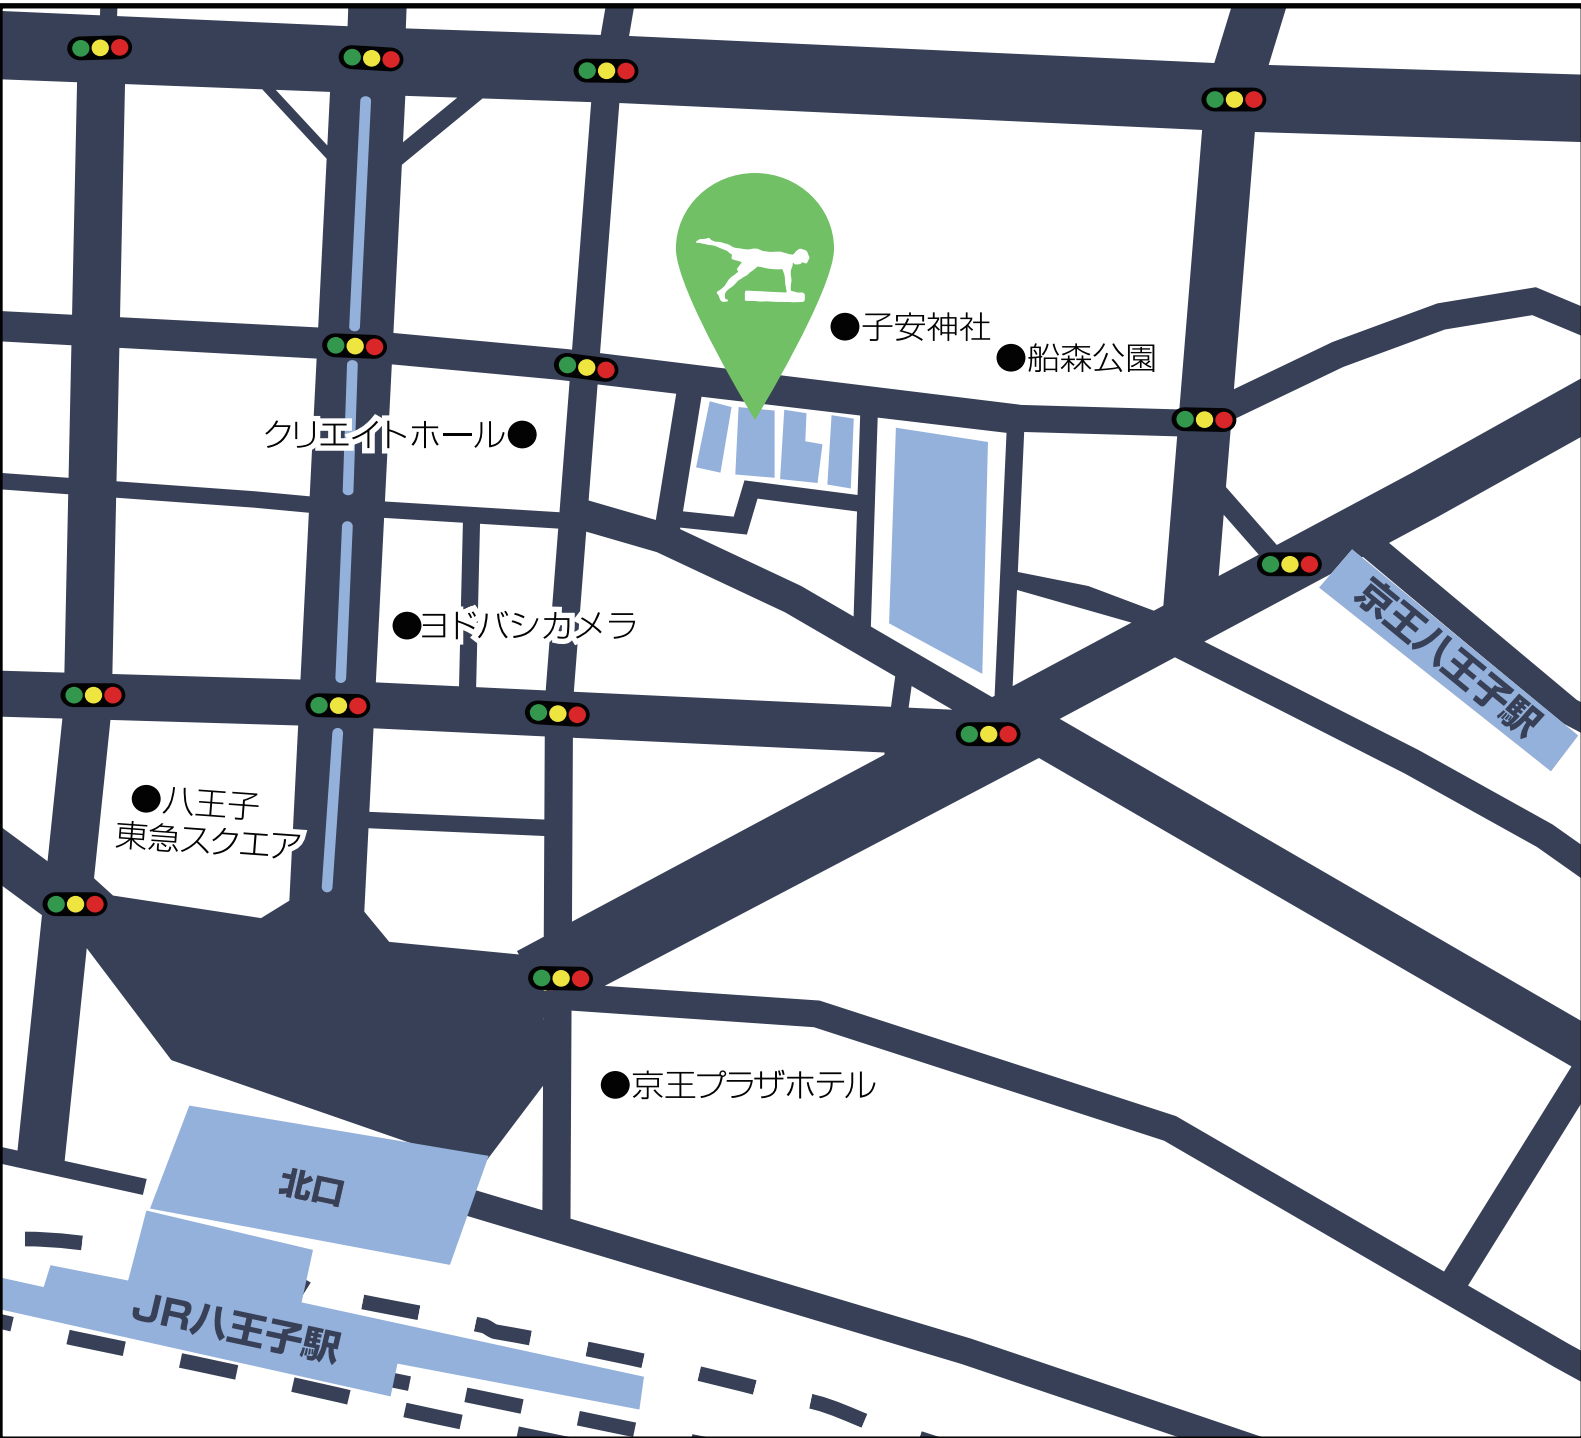 ●子安神社
●船森公園
クリエイトホール●
京王八王子駅
●ヨドバシカメラ
●八王子
東急スクエア
●京王プラザホテル
北口
JR八王子駅